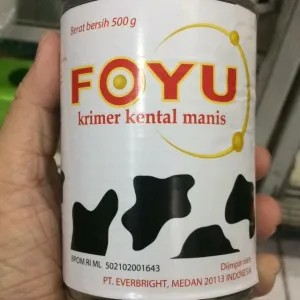 Berat bersih 500 g
FOYU
krimer kental manis
BPOM RI ML 502102001643
Diimpor oleh:
PT. EVERBRIGHT, MEDAN 20113 INDONESIA